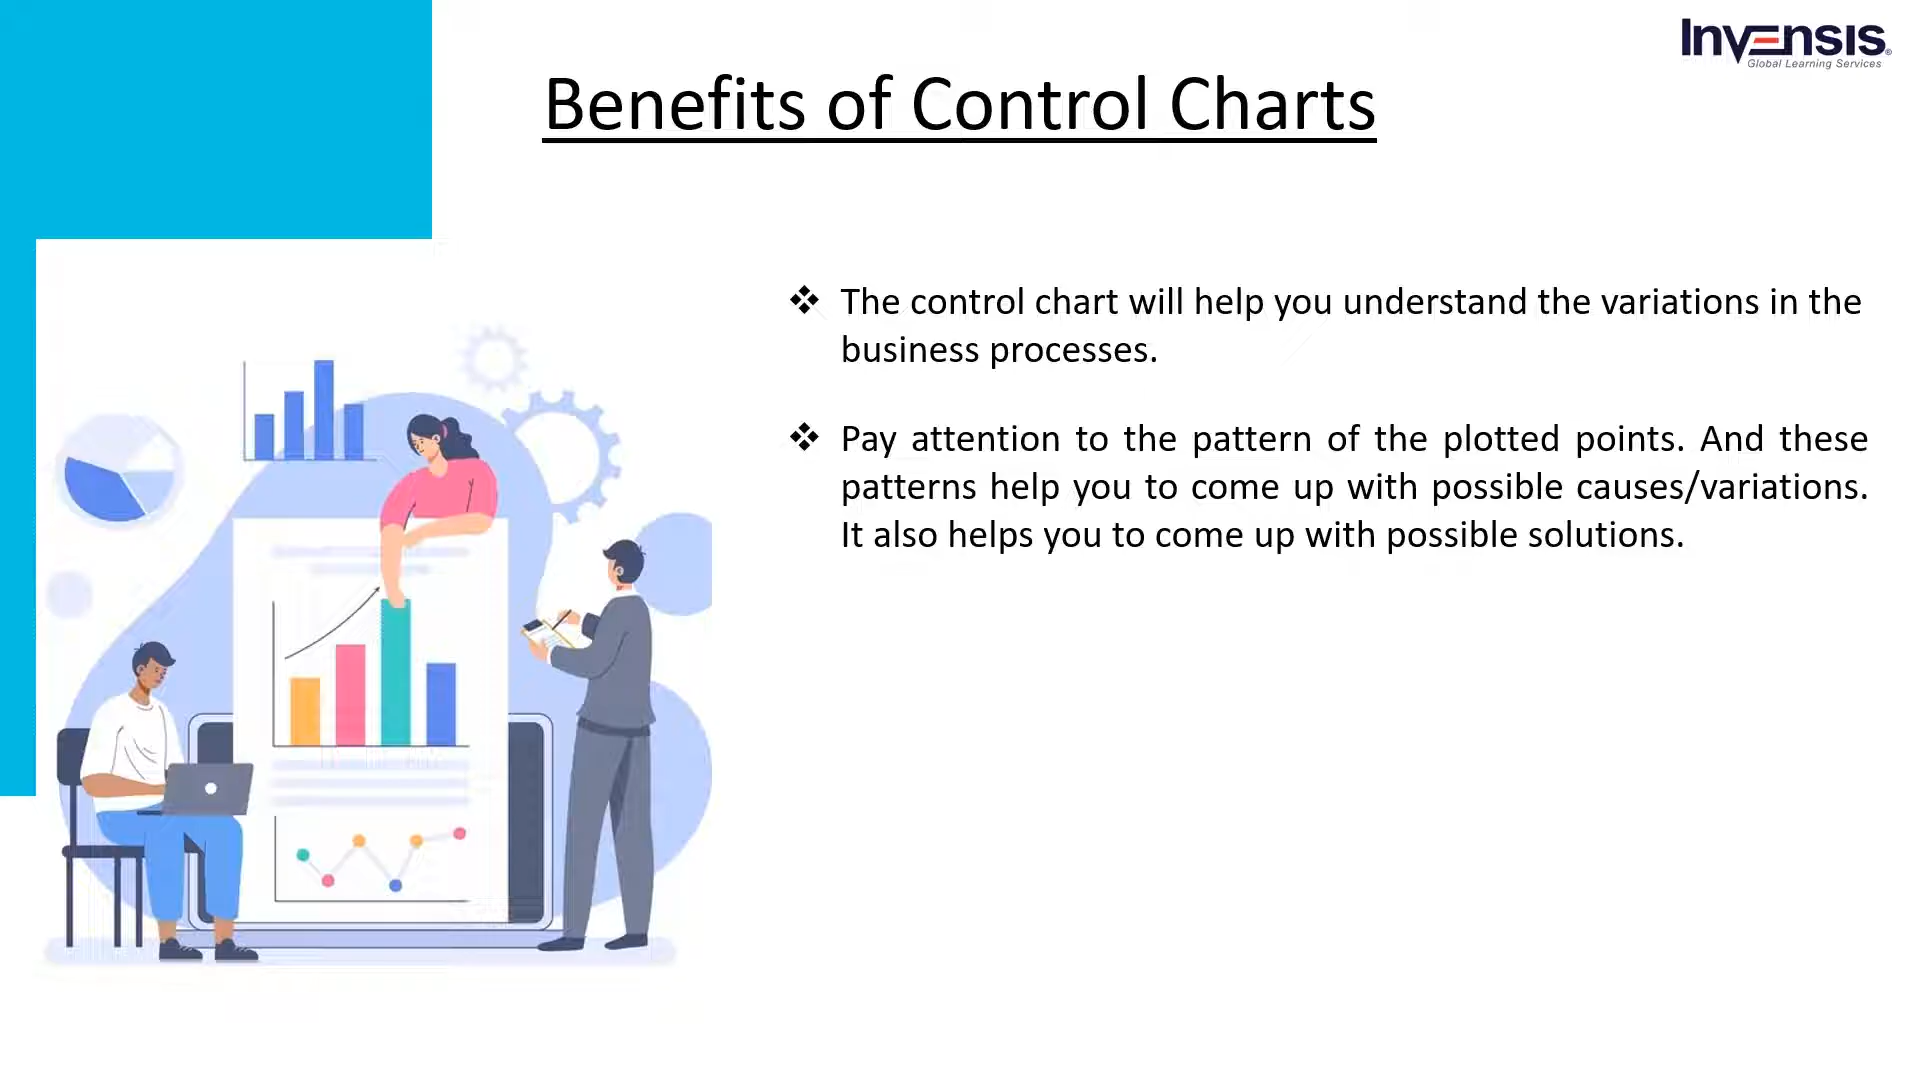 Invensis®
Global Learning Services
Benefits of Control Charts
❖ The control chart will help you understand the variations in the
business processes.
❖ Pay attention to the pattern of the plotted points. And these
patterns help you to come up with possible causes/variations.
It also helps you to come up with possible solutions.